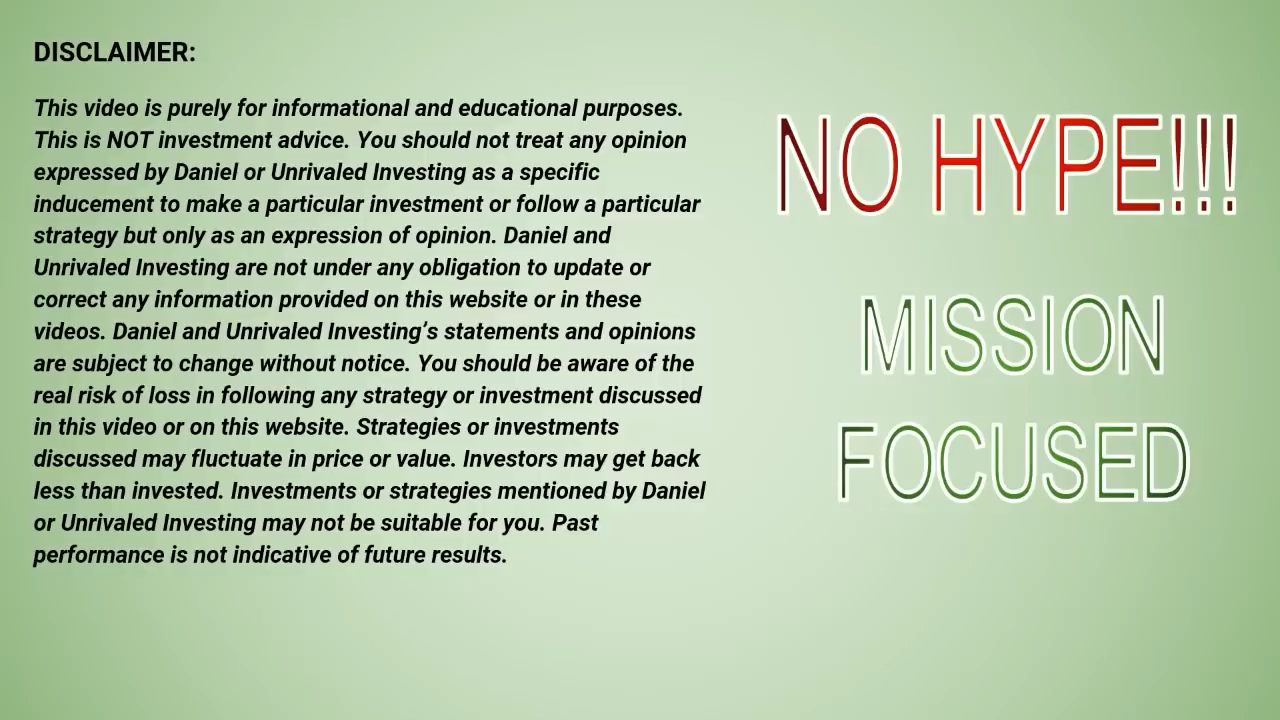 DISCLAIMER:
This video is purely for informational and educational purposes.
This is NOT investment advice. You should not treat any opinion
expressed by Daniel or Unrivaled Investing as a specific
inducement to make a particular investment or follow a particular
strategy but only as an expression of opinion. Daniel and
Unrivaled Investing are not under any obligation to update or
correct any information provided on this website or in these
videos. Daniel and Unrivaled Investing’s statements and opinions
are subject to change without notice. You should be aware of the
real risk of loss in following any strategy or investment discussed
in this video or on this website. Strategies or investments
discussed may fluctuate in price or value. Investors may get back
less than invested. Investments or strategies mentioned by Daniel
or Unrivaled Investing may not be suitable for you. Past
performance is not indicative of future results.
NO HYPE!!!
MISSION
FOCUSED